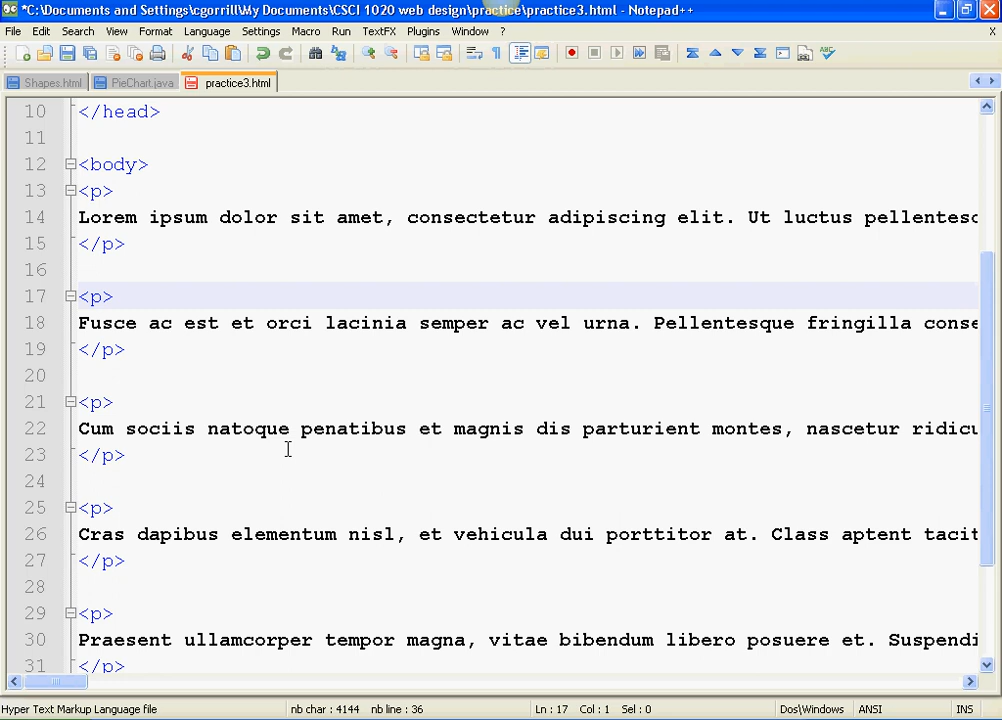 *C:\Documents and Settings\cgorrill\My Documents\CSCI 1020 web design\practice\practice3.html - Notepad++
File Edit Search View Format Language Settings Macro Run TextFX Plugins Window ? X
Shapes.html PieChart.java practice3.html
10 </head>
11
12 <body>
13 <p>
14 Lorem ipsum dolor sit amet, consectetur adipiscing elit. Ut luctus pellentesc
15 </p>
16
17 <p>
18 Fusce ac est et orci lacinia semper ac vel urna. Pellentesque fringilla conse
19 </p>
20
21 <p>
22 Cum sociis natoque penatibus et magnis dis parturient montes, nascetur ridicu
23 </p>
24
25 <p>
26 Cras dapibus elementum nisl, et vehicula dui porttitor at. Class aptent tacit
27 </p>
28
29 <p>
30 Praesent ullamcorper tempor magna, vitae bibendum libero posuere et. Suspendi
31 </p>
Hyper Text Markup Language file nb char : 4144 nb line : 36 Ln : 17 Col : 1 Sel : 0 Dos\Windows ANSI INS